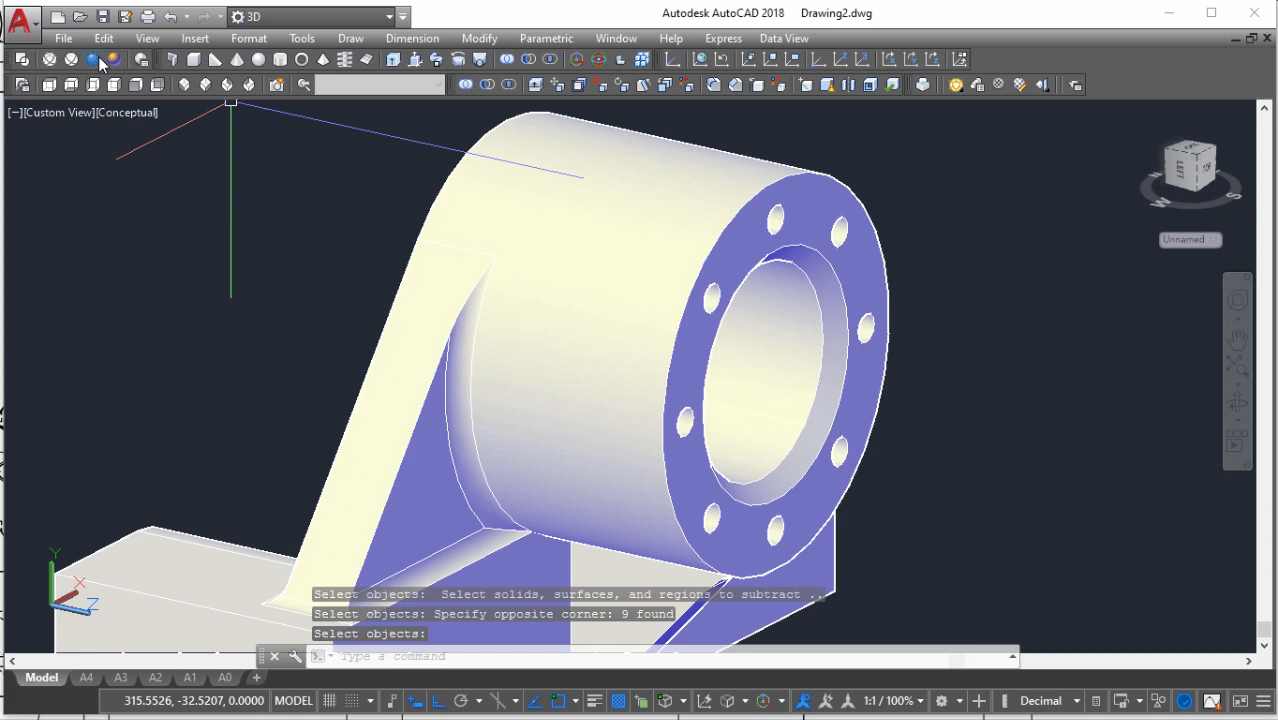 3D
Autodesk AutoCAD 2018 Drawing2.dwg
File Edit View Insert Format Tools Draw Dimension Modify Parametric Window Help Express Data View
[−][Custom View][Conceptual]
LEFT
TOP
W
S
Unnamed
Y
X
Z
Select objects: Select solids, surfaces, and regions to subtract ..
Select objects: Specify opposite corner: 9 found
Select objects:
Type a command
Model A4 A3 A2 A1 A0 +
315.5526, -32.5207, 0.0000 MODEL 1:1 / 100% Decimal